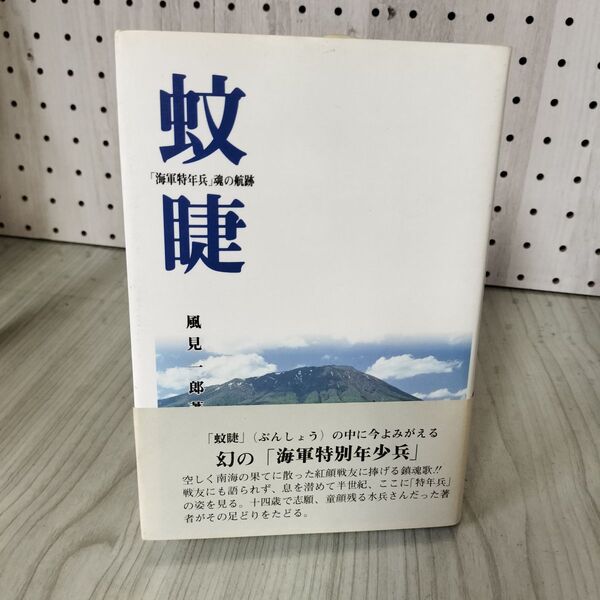 蚊
「海軍特年兵」魂の航跡
睫
風見一郎著
「蚊睫」（ぶんしょう）の中に今よみがえる
幻の「海軍特別年少兵」
空しく南海の果てに散った紅顔戦友に捧げる鎮魂歌!!
戦友にも語られず、息を潜めて半世紀、ここに「特年兵」
の姿を見る。十四歳で志願、童顔残る水兵さんだった著
者がその足どりをたどる。